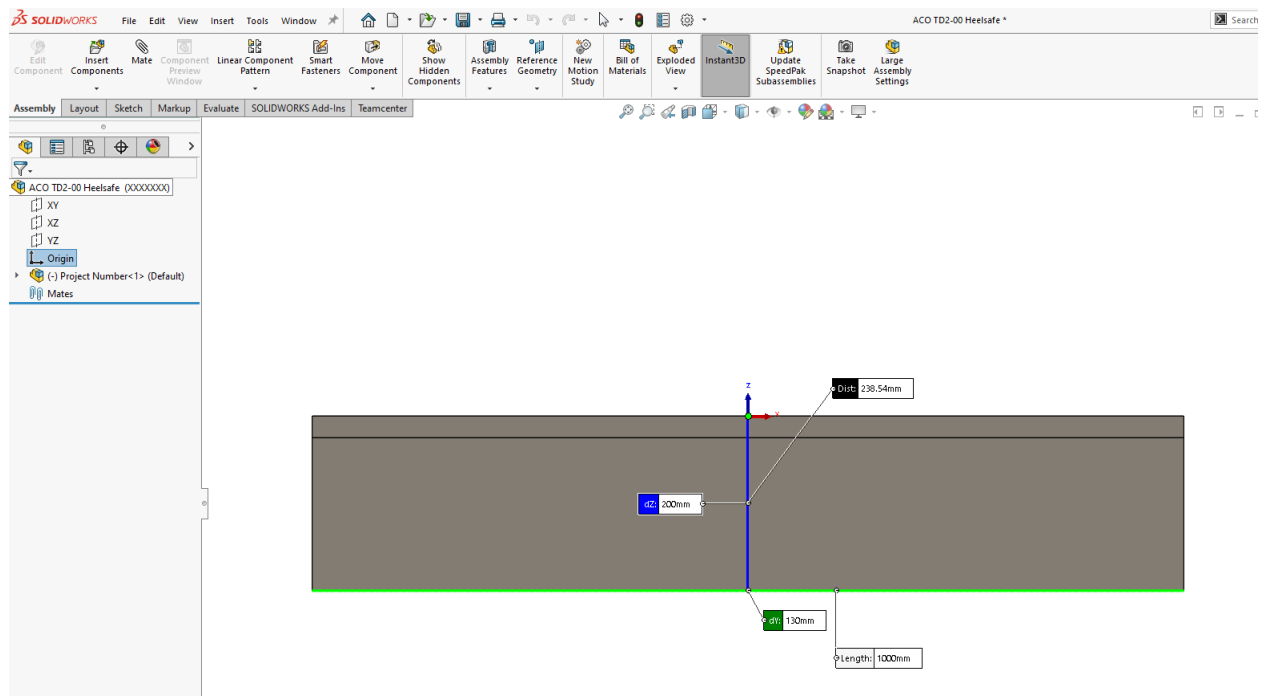 SOLIDWORKS File Edit View Insert Tools Window ACO TD2-00 Heelsafe * Search
Edit Component
Insert Components
Mate
Component Preview Window
Linear Component Pattern
Smart Fasteners
Move Component
Show Hidden Components
Assembly Features
Reference Geometry
New Motion Study
Bill of Materials
Exploded View
Instant3D
Update SpeedPak Subassemblies
Take Snapshot
Large Assembly Settings
Assembly Layout Sketch Markup Evaluate SOLIDWORKS Add-Ins Teamcenter
ACO TD2-00 Heelsafe (XXXXXXX)
XY
XZ
YZ
Origin
(-) Project Number<1> (Default)
Mates
z
Dist: 238.54mm
x
dZ: 200mm
dY: 130mm
Length: 1000mm